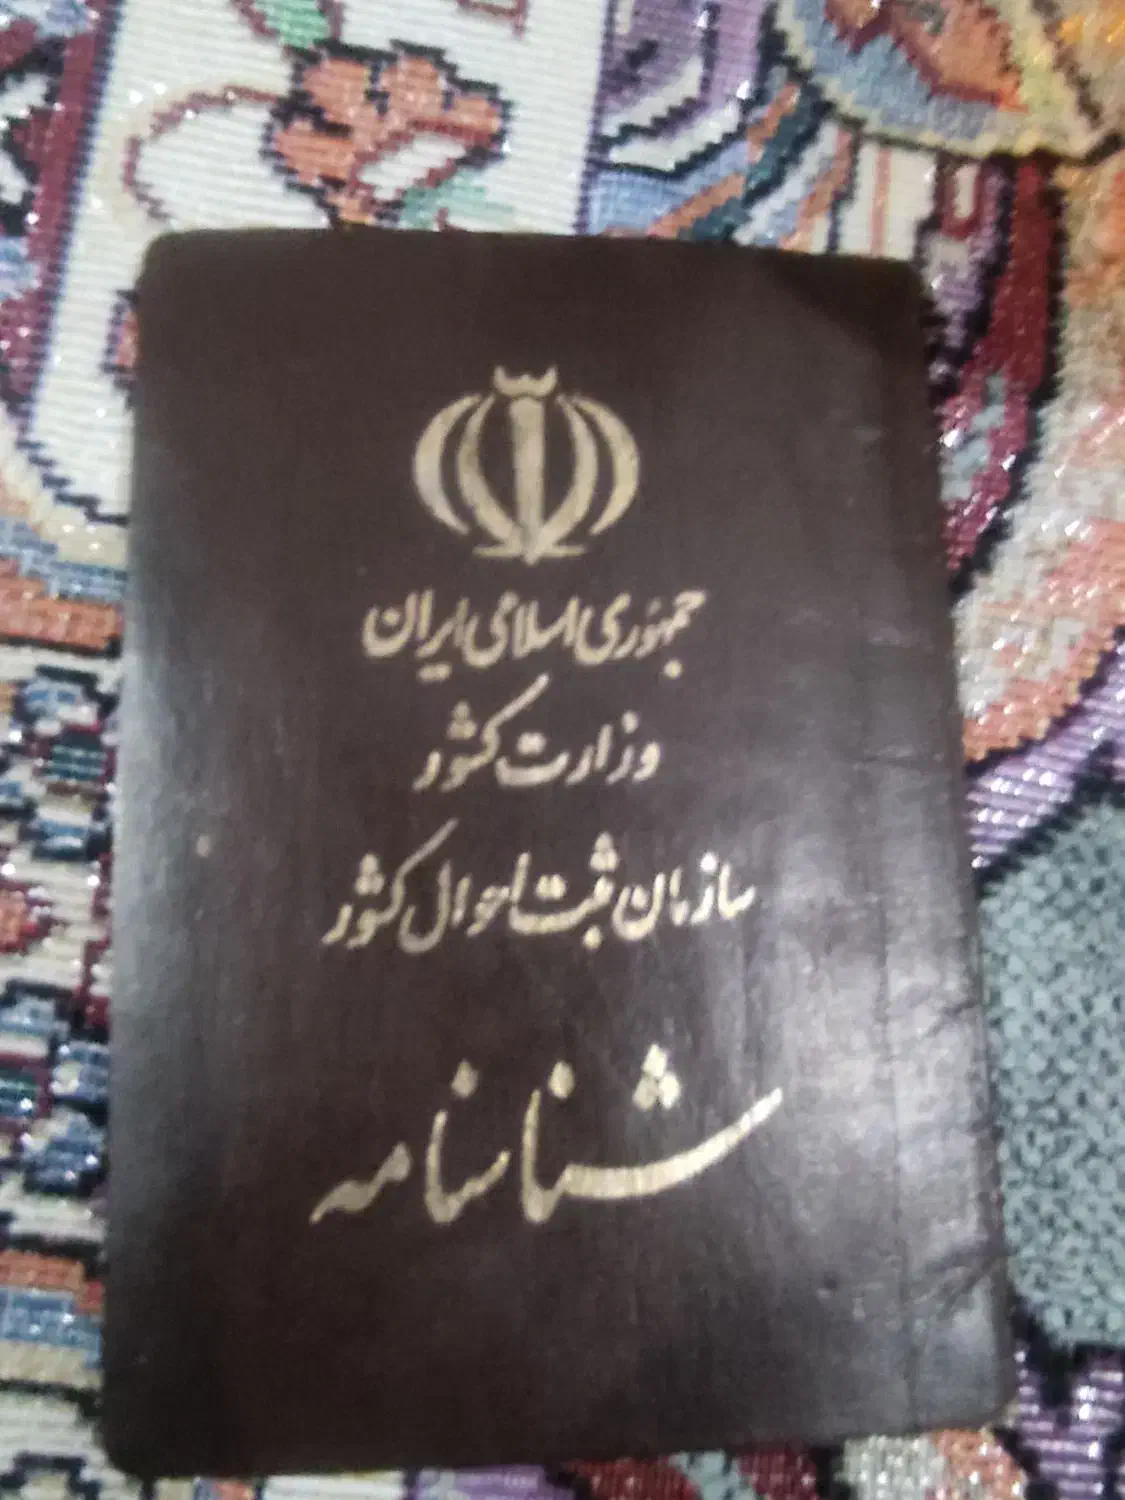 جمهوری اسلامی ایران
وزارت کشور
سازمان ثبت احوال کشور
شناسنامه